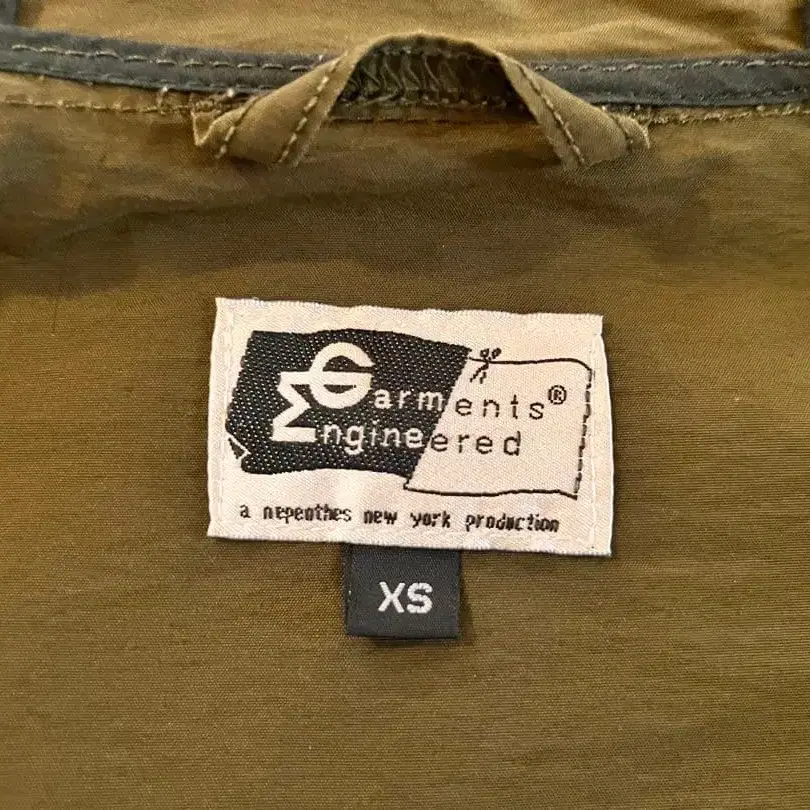 Garments®
Engineered
a nepenthes new york production
XS